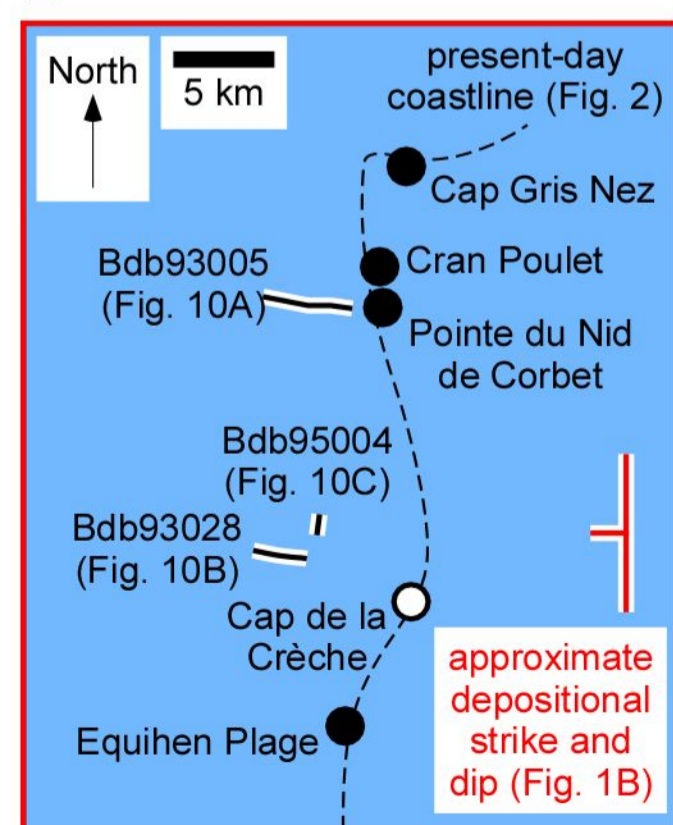 North
5 km
present-day
coastline (Fig. 2)
Cap Gris Nez
Bdb93005
(Fig. 10A)
Cran Poulet
Pointe du Nid
de Corbet
Bdb95004
(Fig. 10C)
Bdb93028
(Fig. 10B)
Cap de la
Crèche
approximate
depositional
strike and
dip (Fig. 1B)
Equihen Plage